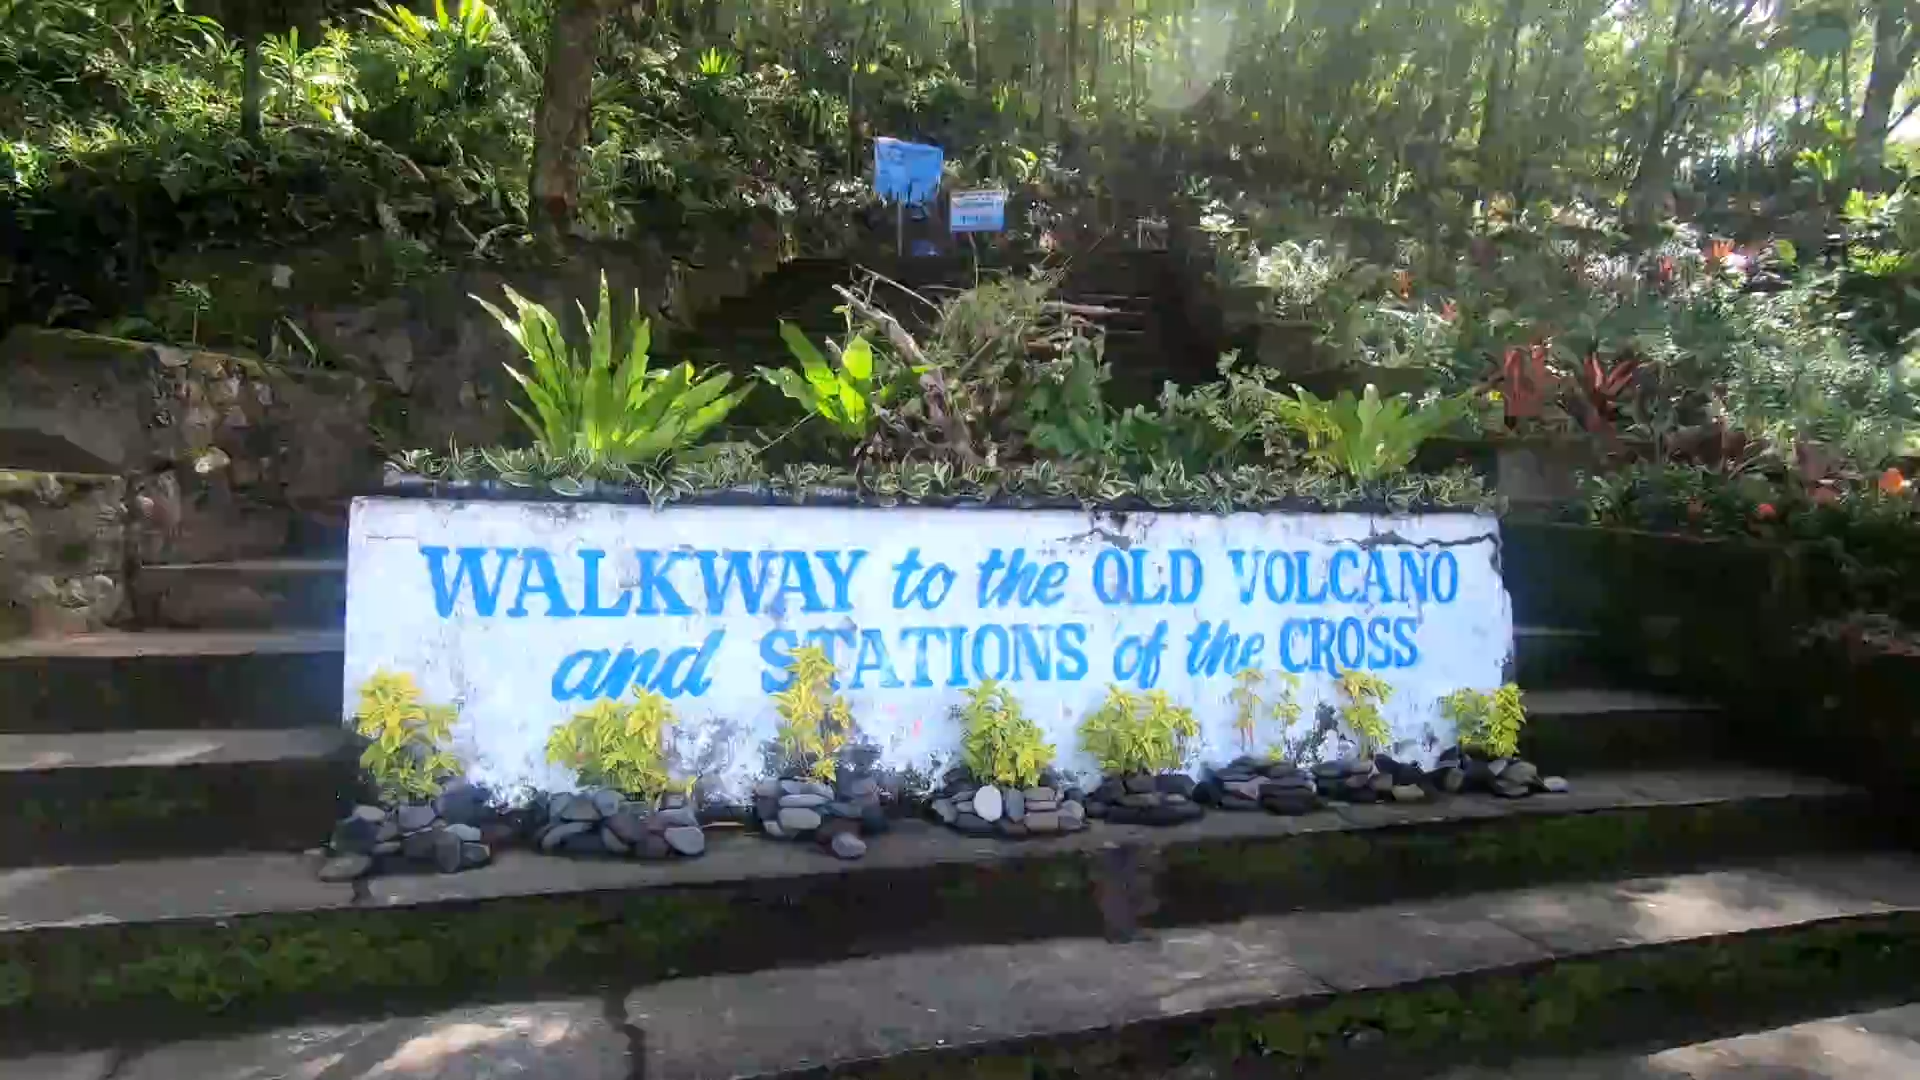 WALKWAY to the OLD VOLCANO
and STATIONS of the CROSS